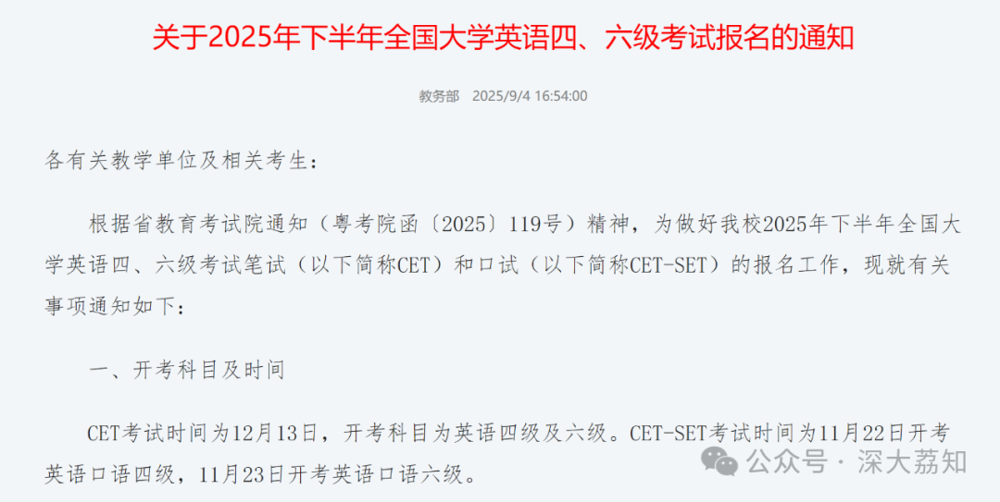 关于2025年下半年全国大学英语四、六级考试报名的通知
教务部 2025/9/4 16:54:00
各有关教学单位及相关考生：
根据省教育考试院通知（粤考院函〔2025〕119号）精神，为做好我校2025年下半年全国大
学英语四、六级考试笔试（以下简称CET）和口试（以下简称CET-SET）的报名工作，现就有关
事项通知如下：
一、开考科目及时间
CET考试时间为12月13日，开考科目为英语四级及六级。CET-SET考试时间为11月22日开考
英语口语四级，11月23日开考英语口语六级。
公众号 · 深大荔知